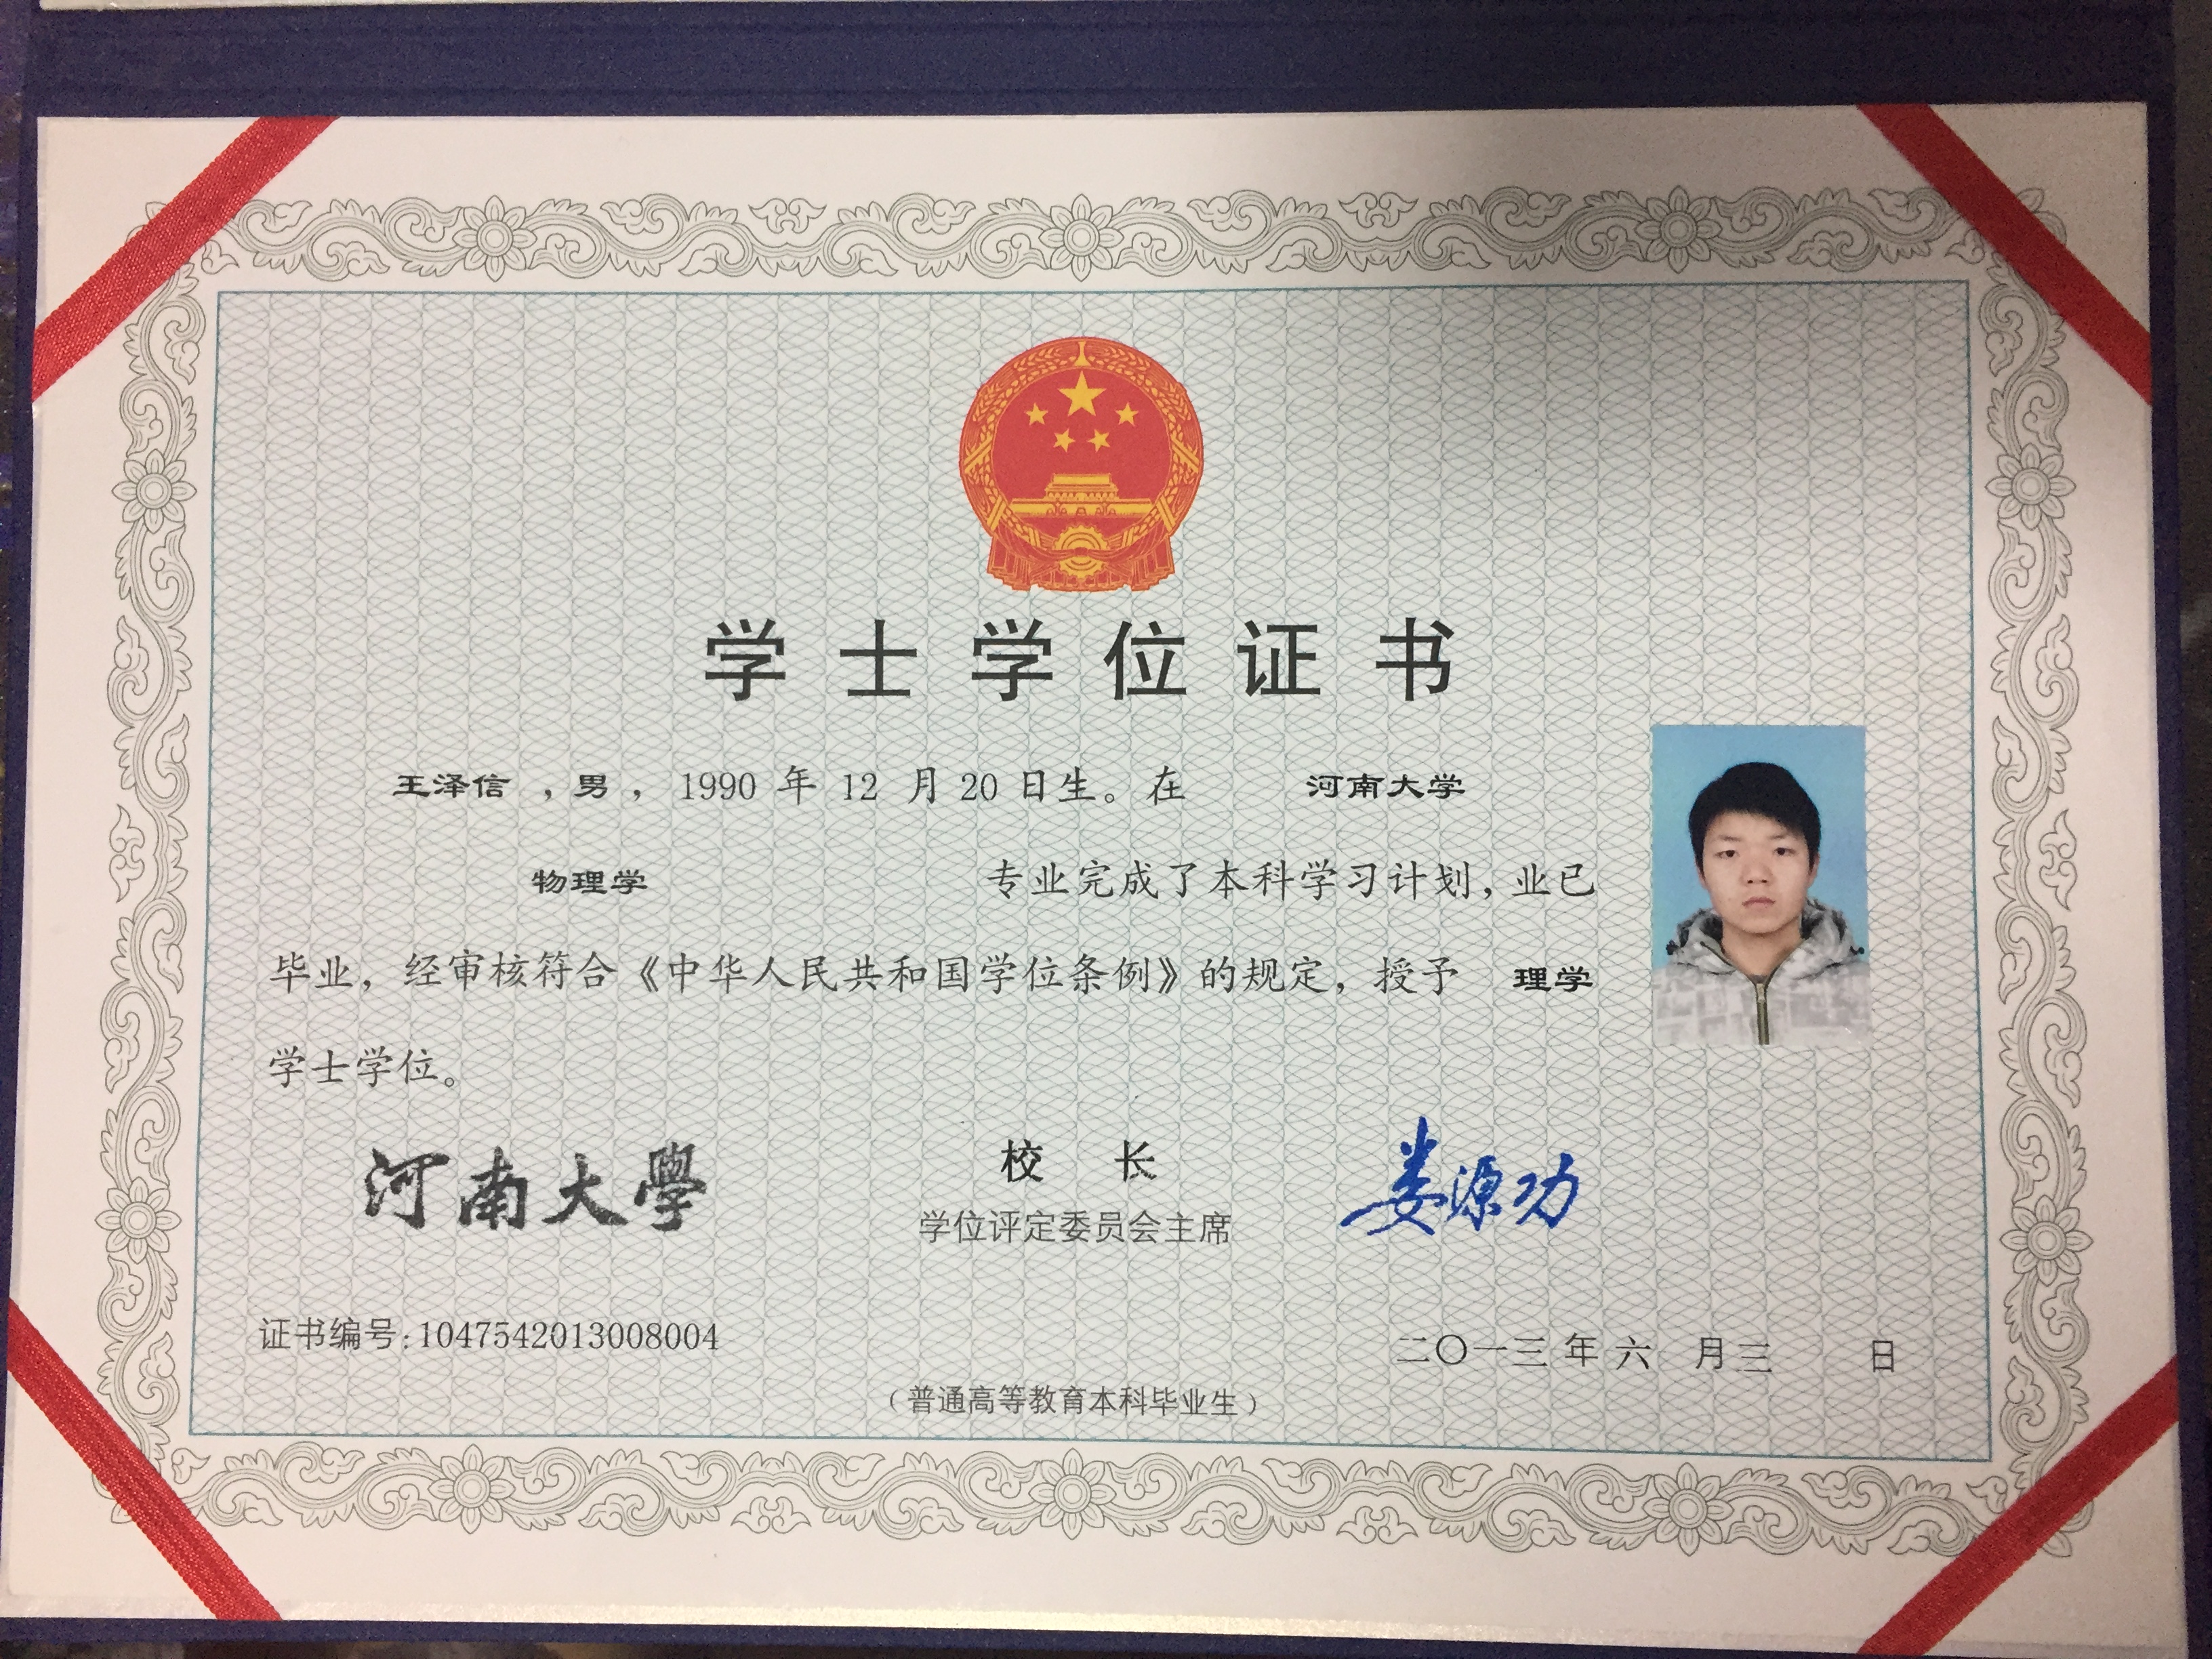 学士学位证书
王泽信，男，1990年12月20日生。在 河南大学
物理学 专业完成了本科学习计划，业已
毕业，经审核符合《中华人民共和国学位条例》的规定，授予 理学
学士学位。
河南大學
校 长
学位评定委员会主席
娄源功
证书编号：1047542013008004
二〇一三年六月三日
（普通高等教育本科毕业生）